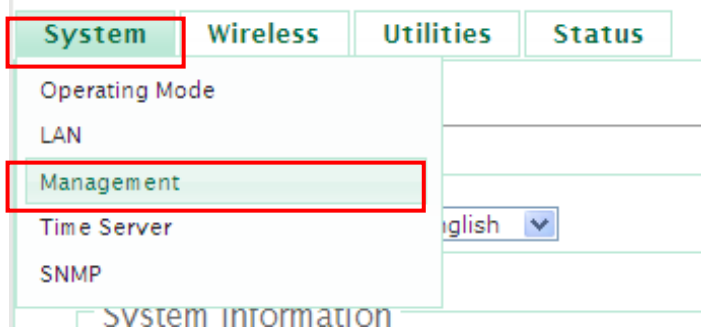 System Wireless Utilities Status
Operating Mode
LAN
Management
Time Server
nglish
SNMP
System Information